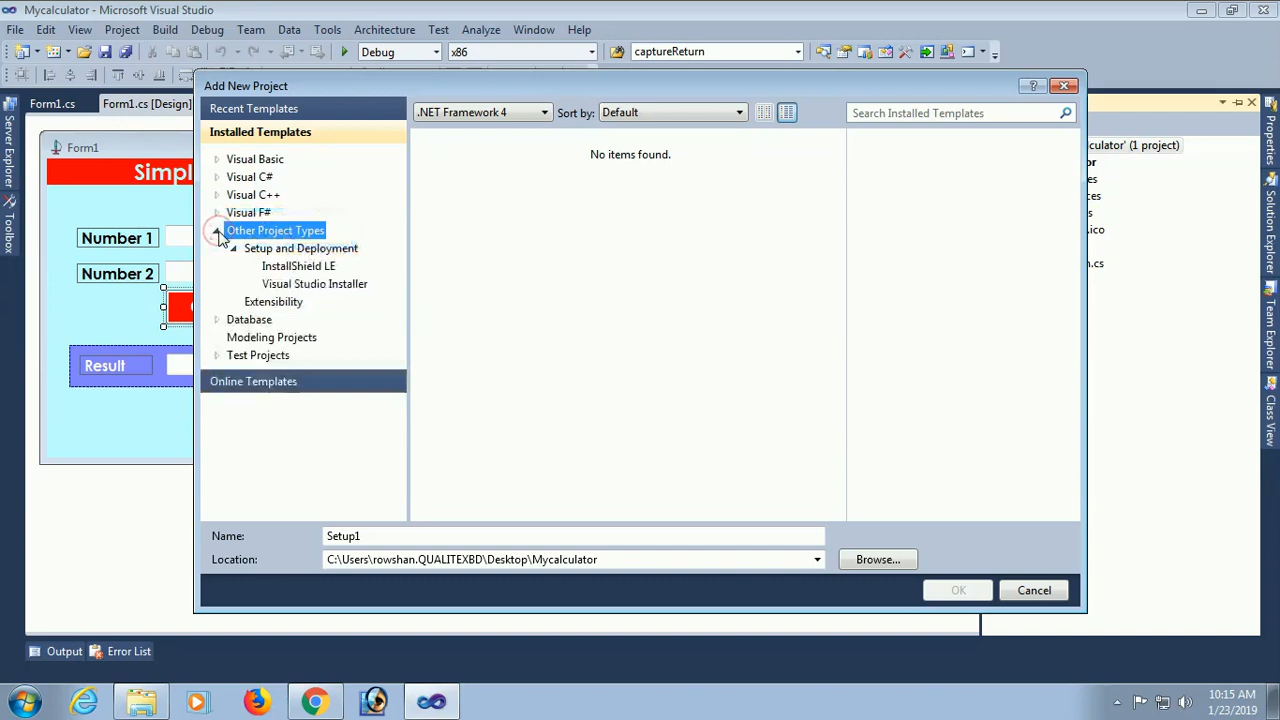 Mycalculator - Microsoft Visual Studio
File Edit View Project Build Debug Team Data Tools Architecture Test Analyze Window Help
Debug x86 captureReturn
Form1.cs Form1.cs [Design]
Server Explorer
Toolbox
Form1
Simpl
Number 1
Number 2
Result
Add New Project
Recent Templates
Installed Templates
Visual Basic
Visual C#
Visual C++
Visual F#
Other Project Types
Setup and Deployment
InstallShield LE
Visual Studio Installer
Extensibility
Database
Modeling Projects
Test Projects
Online Templates
.NET Framework 4 Sort by: Default
Search Installed Templates
No items found.
Name: Setup1
Location: C:\Users\rowshan.QUALITEXBD\Desktop\Mycalculator
Browse...
OK Cancel
culator' (1 project)
or
es
es
s
.ico
n.cs
Properties
Solution Explorer
Team Explorer
Class View
Output Error List
10:15 AM
1/23/2019